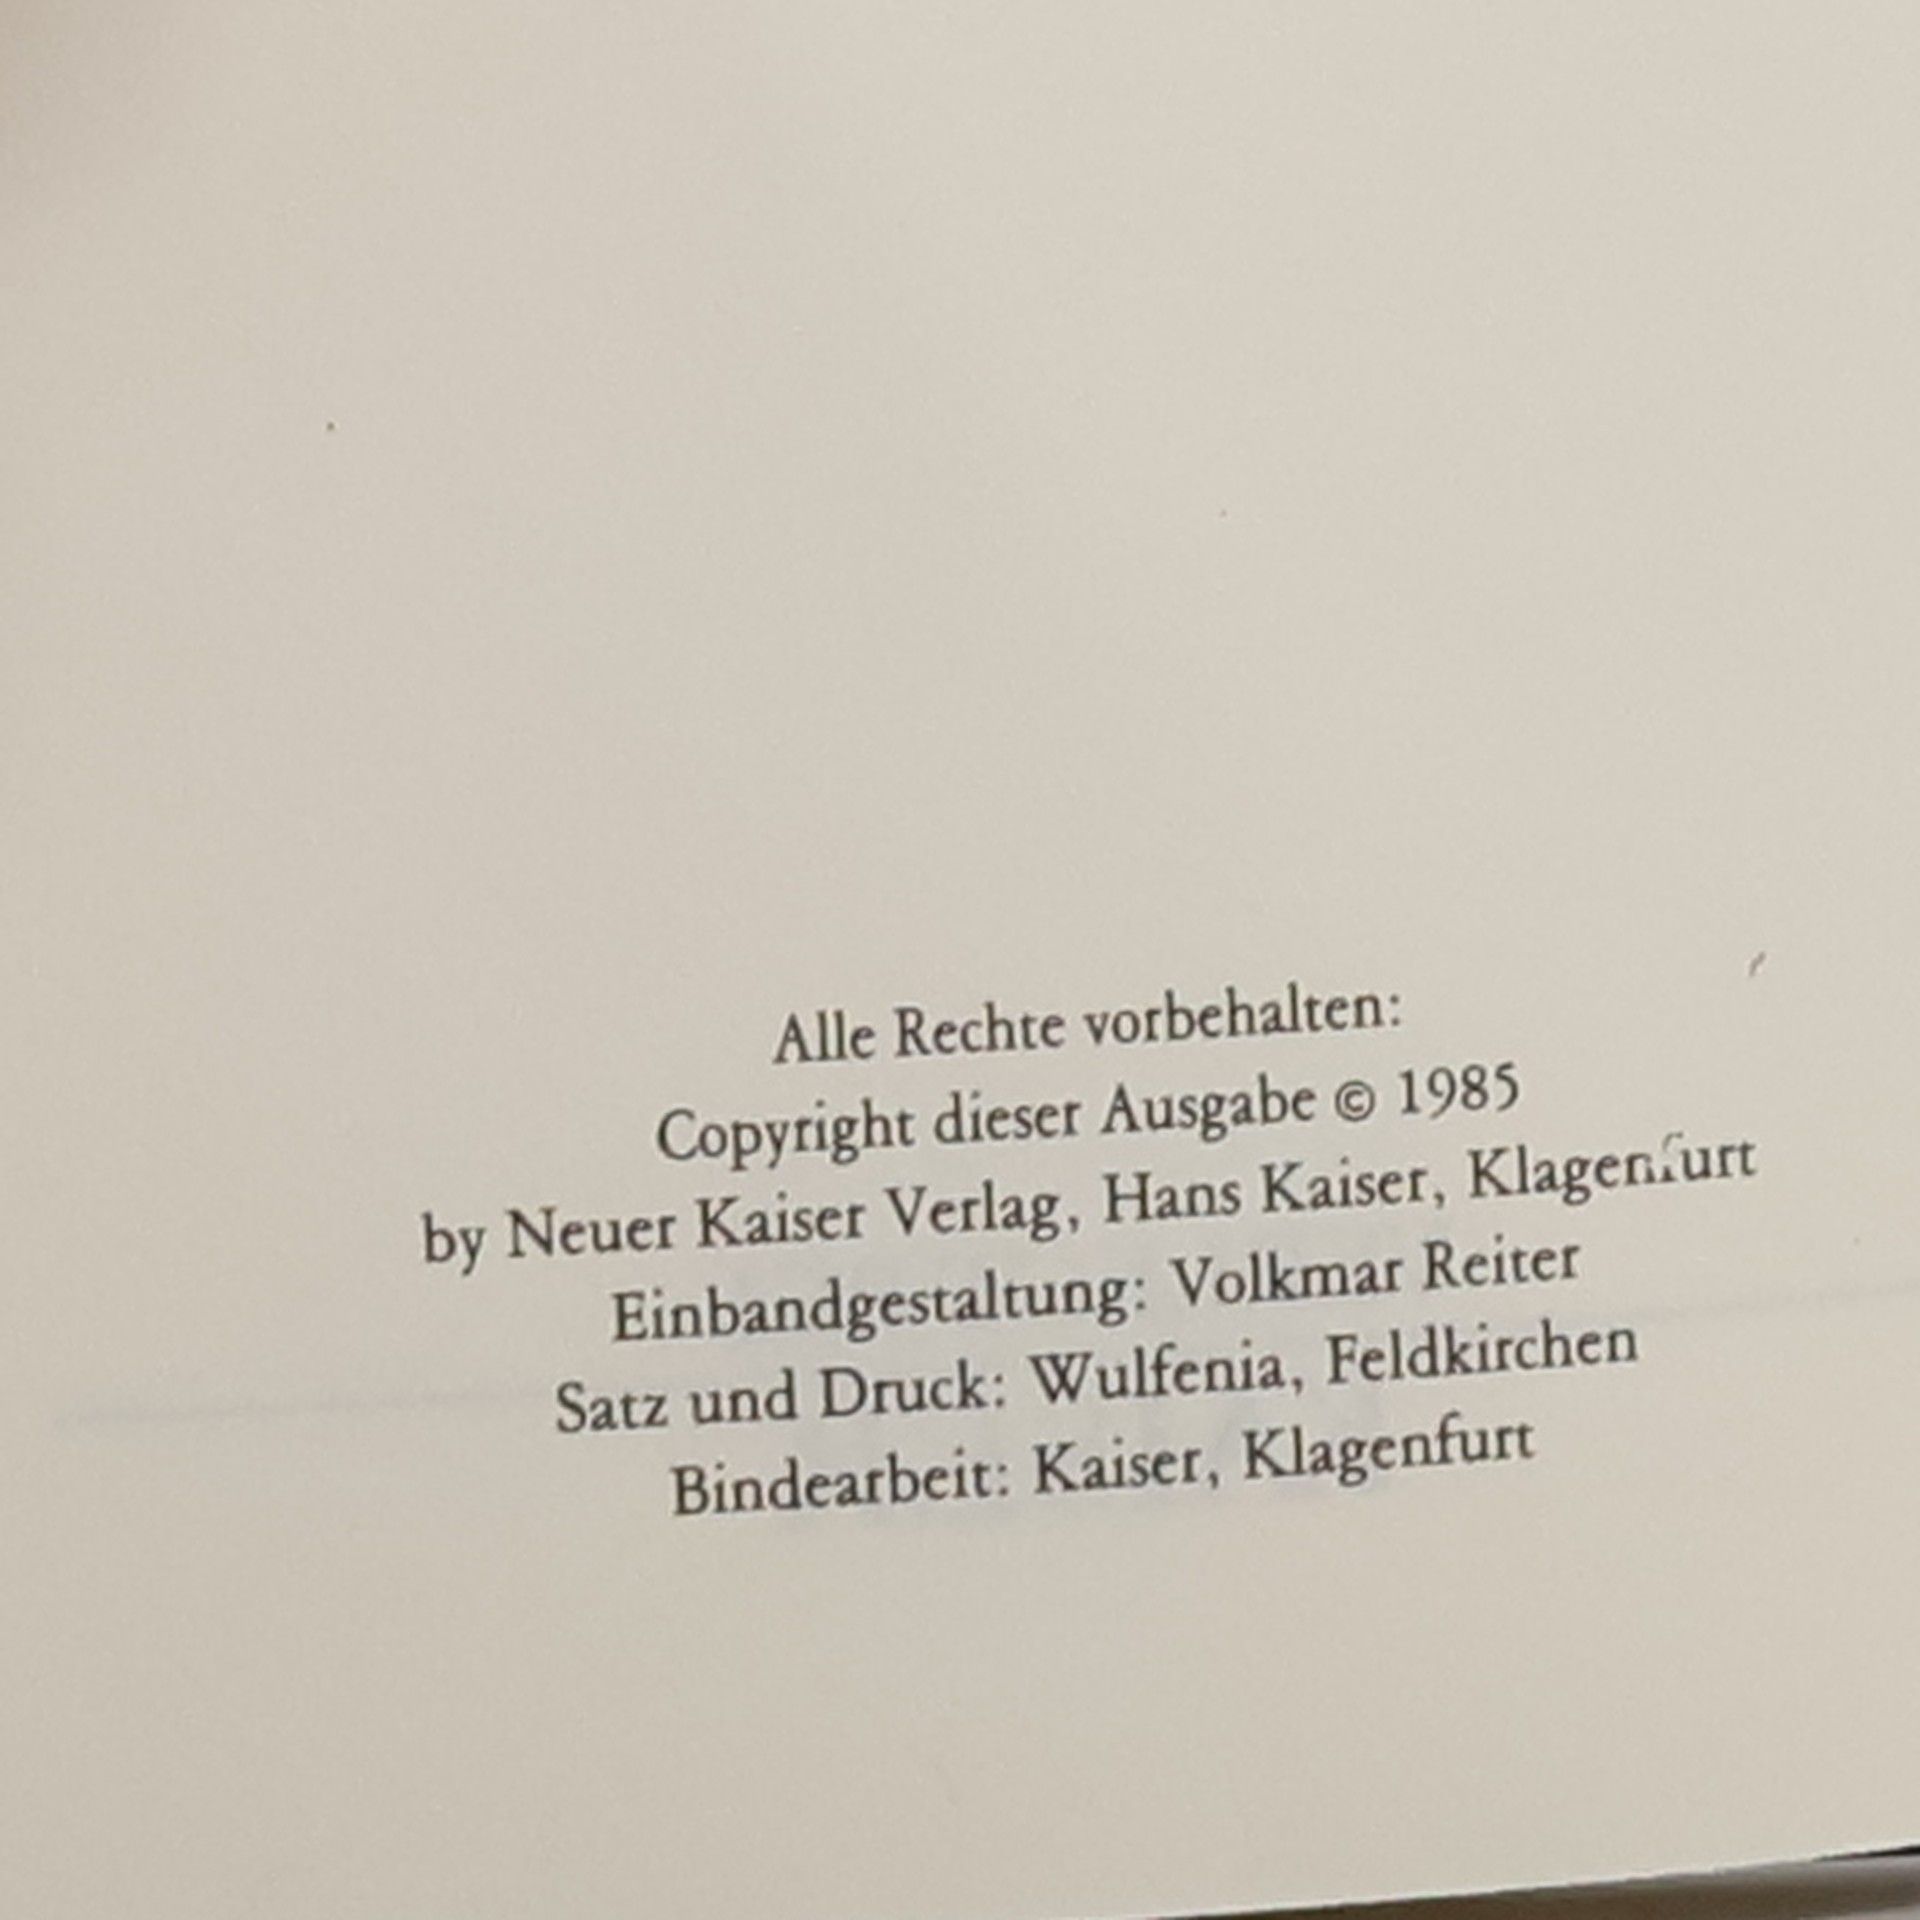 Alle Rechte vorbehalten:
Copyright dieser Ausgabe © 1985
by Neuer Kaiser Verlag, Hans Kaiser, Klagenfurt
Einbandgestaltung: Volkmar Reiter
Satz und Druck: Wulfenia, Feldkirchen
Bindearbeit: Kaiser, Klagenfurt